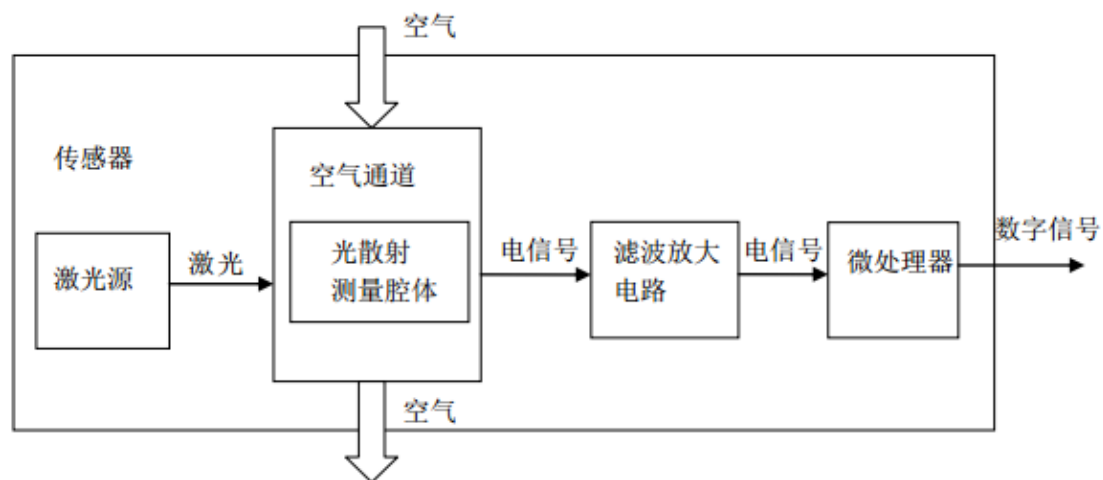 空气
传感器
空气通道
激光源
激光
光散射
测量腔体
电信号
滤波放大
电路
电信号
微处理器
数字信号
空气